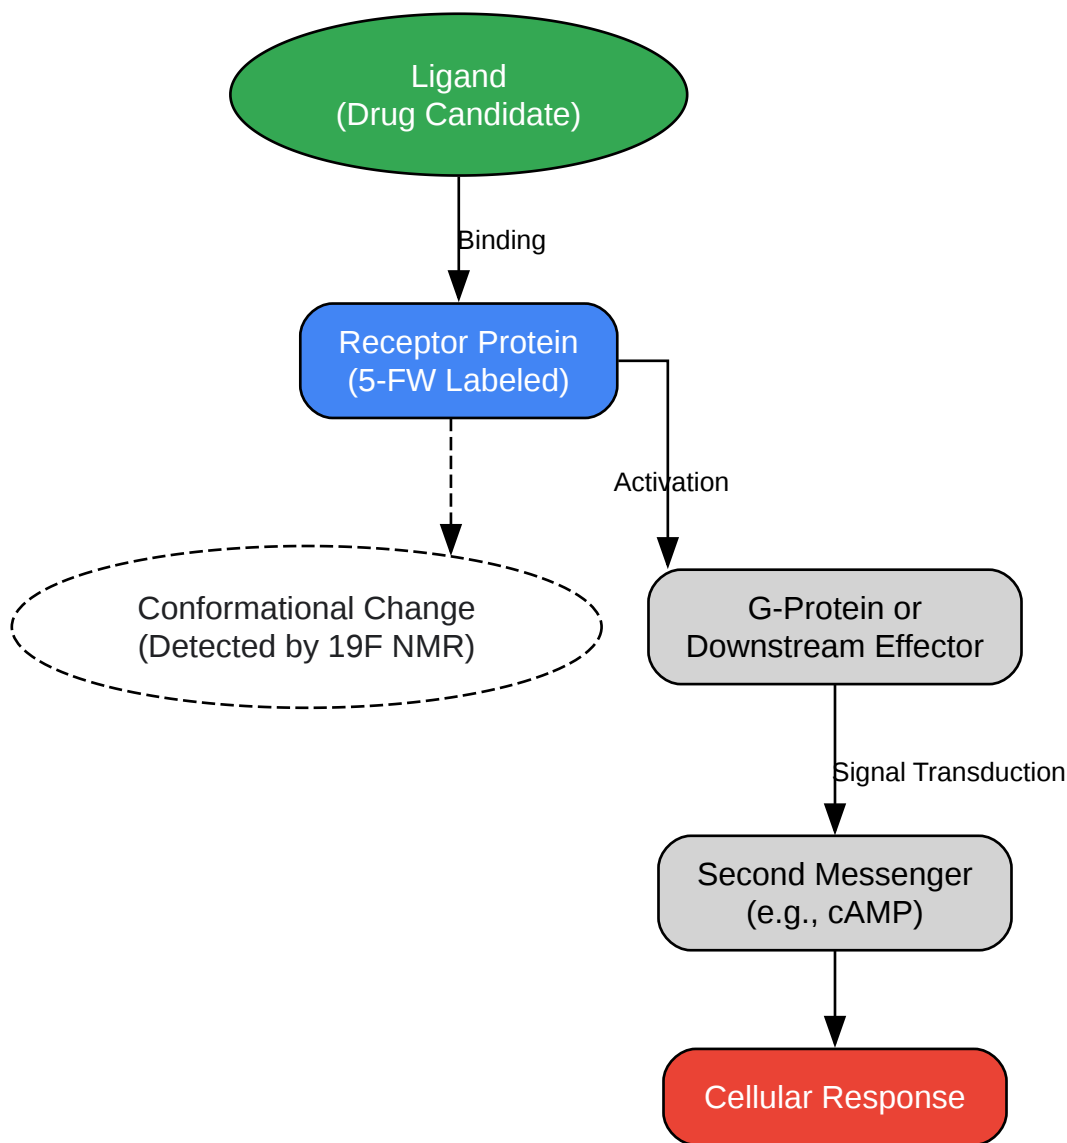 Ligand
(Drug Candidate)
Binding
Receptor Protein
(5-FW Labeled)
Activation
Conformational Change
(Detected by 19F NMR)
G-Protein or
Downstream Effector
Signal Transduction
Second Messenger
(e.g., cAMP)
Cellular Response